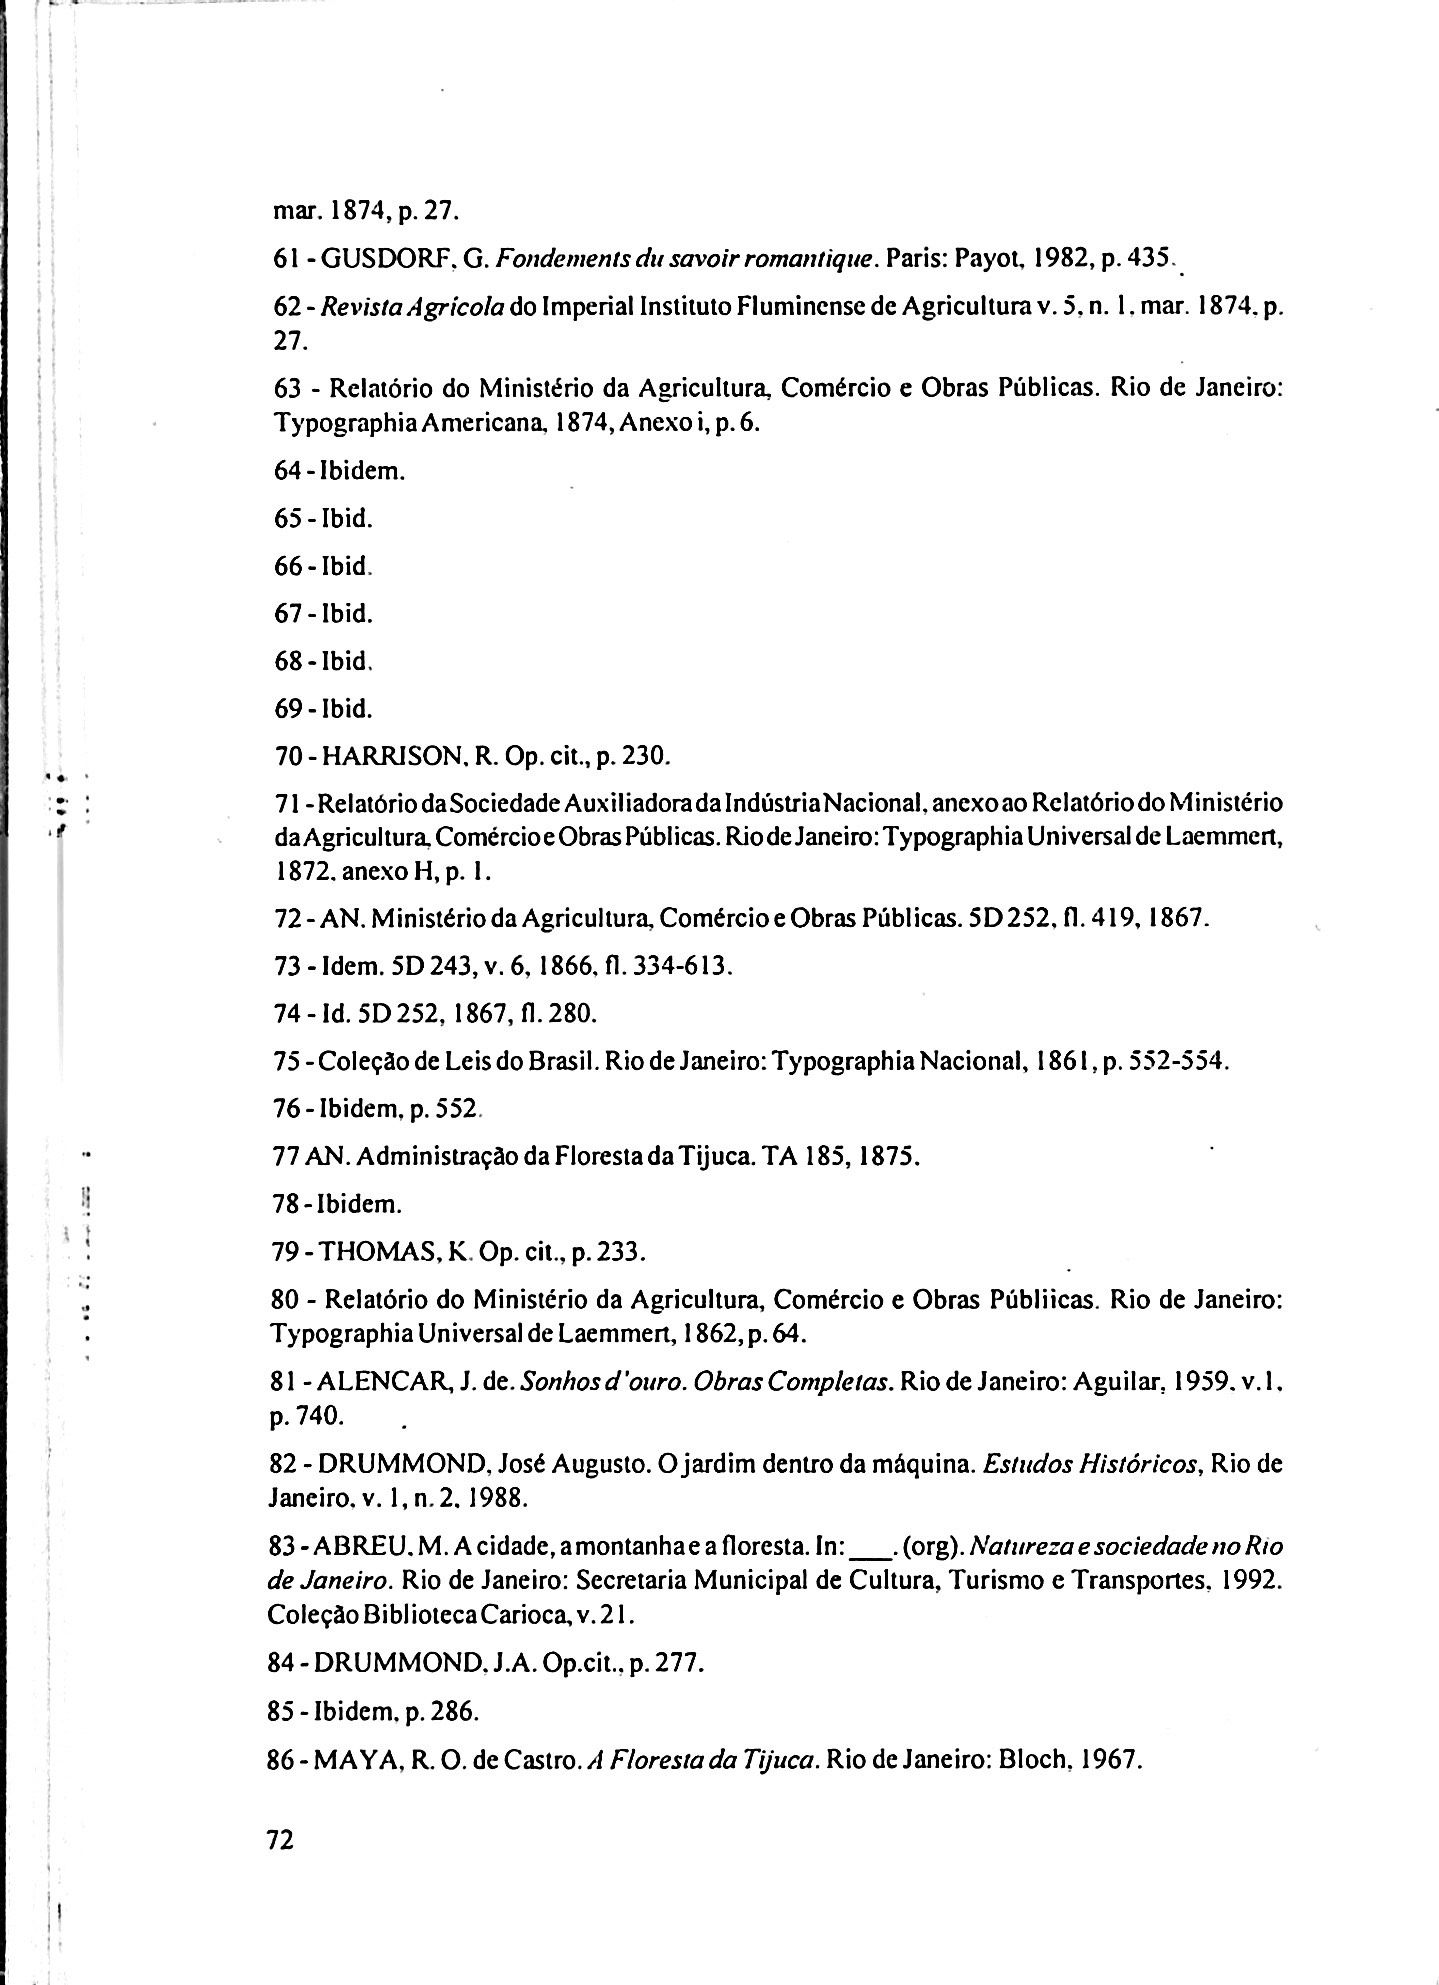 mar. 1874, p. 27.
61 - GUSDORF, G. Fondements du savoir romantique. Paris: Payot, 1982, p. 435.
62 - Revista Agrícola do Imperial Instituto Fluminense de Agricultura v. 5, n. 1, mar. 1874, p.
27.
63 - Relatório do Ministério da Agricultura, Comércio e Obras Públicas. Rio de Janeiro:
Typographia Americana, 1874, Anexo i, p. 6.
64 - Ibidem.
65 - Ibid.
66 - Ibid.
67 - Ibid.
68 - Ibid.
69 - Ibid.
70 - HARRISON, R. Op. cit., p. 230.
71 - Relatório da Sociedade Auxiliadora da Indústria Nacional, anexo ao Relatório do Ministério
da Agricultura, Comércio e Obras Públicas. Rio de Janeiro: Typographia Universal de Laemmert,
1872, anexo H, p. 1.
72 - AN. Ministério da Agricultura, Comércio e Obras Públicas. 5D 252, fl. 419, 1867.
73 - Idem. 5D 243, v. 6, 1866, fl. 334-613.
74 - Id. 5D 252, 1867, fl. 280.
75 - Coleção de Leis do Brasil. Rio de Janeiro: Typographia Nacional, 1861, p. 552-554.
76 - Ibidem, p. 552.
77 AN. Administração da Floresta da Tijuca. TA 185, 1875.
78 - Ibidem.
79 - THOMAS, K. Op. cit., p. 233.
80 - Relatório do Ministério da Agricultura, Comércio e Obras Públiicas. Rio de Janeiro:
Typographia Universal de Laemmert, 1862, p. 64.
81 - ALENCAR, J. de. Sonhos d'ouro. Obras Completas. Rio de Janeiro: Aguilar, 1959. v.1,
p. 740.
82 - DRUMMOND, José Augusto. O jardim dentro da máquina. Estudos Históricos, Rio de
Janeiro, v. 1, n. 2, 1988.
83 - ABREU, M. A cidade, a montanha e a floresta. In: ___. (org). Natureza e sociedade no Rio
de Janeiro. Rio de Janeiro: Secretaria Municipal de Cultura, Turismo e Transportes, 1992.
Coleção Biblioteca Carioca, v. 21.
84 - DRUMMOND, J.A. Op.cit., p. 277.
85 - Ibidem, p. 286.
86 - MAYA, R. O. de Castro. A Floresta da Tijuca. Rio de Janeiro: Bloch, 1967.
72